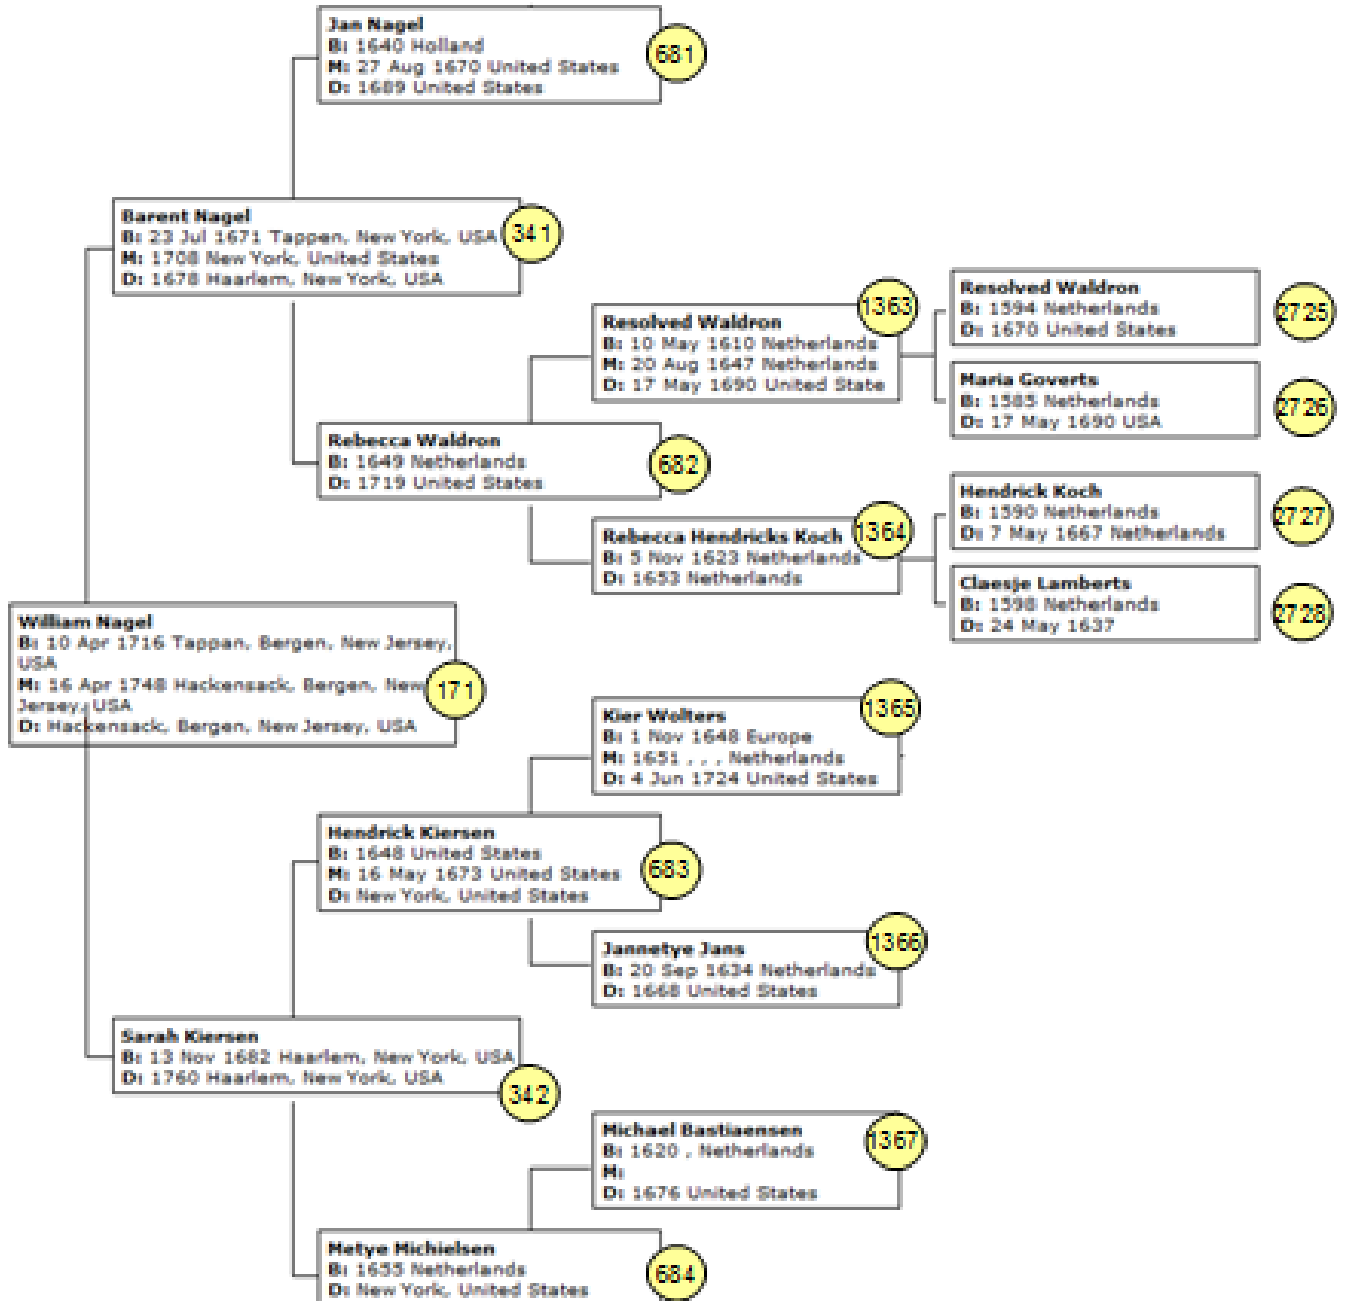 Jan Nagel
B: 1640 Holland
M: 27 Aug 1670 United States
D: 1689 United States
681
Barent Nagel
B: 23 Jul 1671 Tappen, New York, USA
M: 1708 New York, United States
D: 1678 Haarlem, New York, USA
341
Resolved Waldron
B: 10 May 1610 Netherlands
M: 20 Aug 1647 Netherlands
D: 17 May 1690 United State
1363
Resolved Waldron
B: 1594 Netherlands
D: 1670 United States
2725
Maria Goverts
B: 1585 Netherlands
D: 17 May 1690 USA
2726
Rebecca Waldron
B: 1649 Netherlands
D: 1719 United States
682
Hendrick Koch
B: 1590 Netherlands
D: 7 May 1667 Netherlands
2727
Rebecca Hendricks Koch
B: 5 Nov 1623 Netherlands
D: 1653 Netherlands
1364
Claesje Lamberts
B: 1598 Netherlands
D: 24 May 1637
2728
William Nagel
B: 10 Apr 1716 Tappan, Bergen, New Jersey,
USA
M: 16 Apr 1748 Hackensack, Bergen, New
Jersey, USA
D: Hackensack, Bergen, New Jersey, USA
171
Kier Wolters
B: 1 Nov 1648 Europe
M: 1651 , , , Netherlands
D: 4 Jun 1724 United States
1365
Hendrick Kiersen
B: 1648 United States
M: 16 May 1673 United States
D: New York, United States
683
Jannetye Jans
B: 20 Sep 1634 Netherlands
D: 1668 United States
1366
Sarah Kiersen
B: 13 Nov 1682 Haarlem, New York, USA
D: 1760 Haarlem, New York, USA
342
Michael Bastiaensen
B: 1620 , Netherlands
M:
D: 1676 United States
1367
Metye Michielsen
B: 1655 Netherlands
D: New York, United States
684